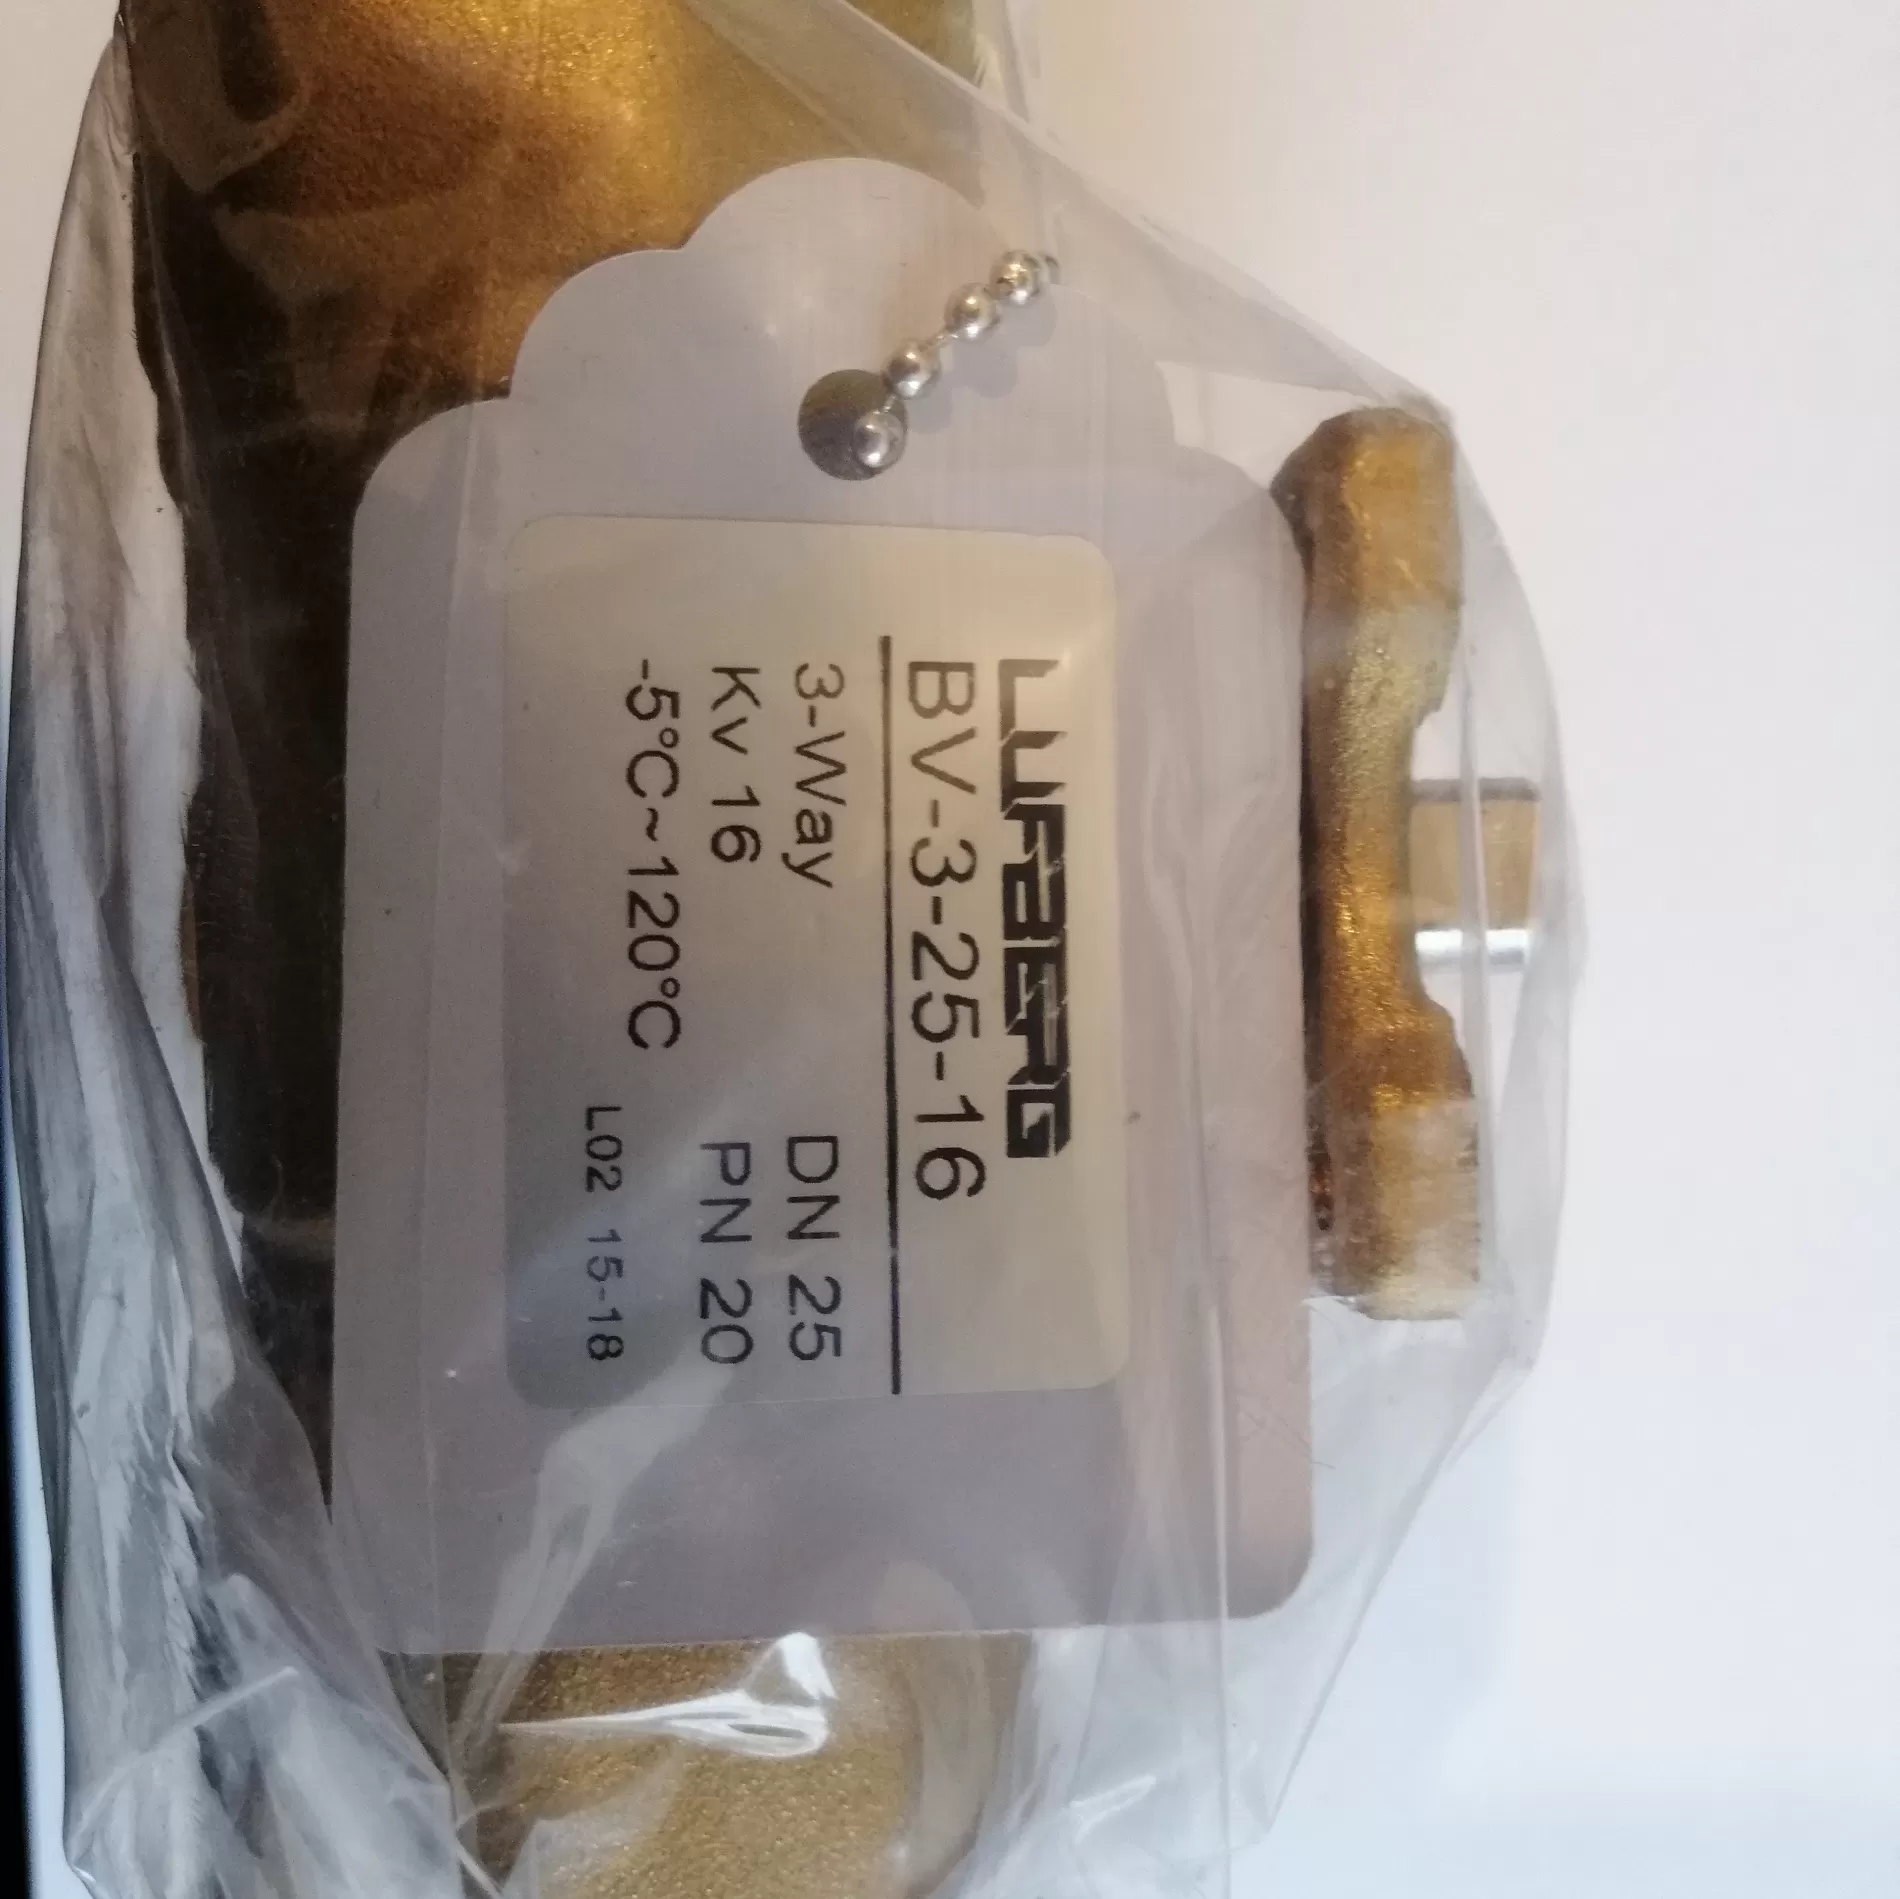 LUFBERG
BV-3-25-16
3-Way DN 25
Kv 16 PN 20
-5°C~120°C
L02 15-18